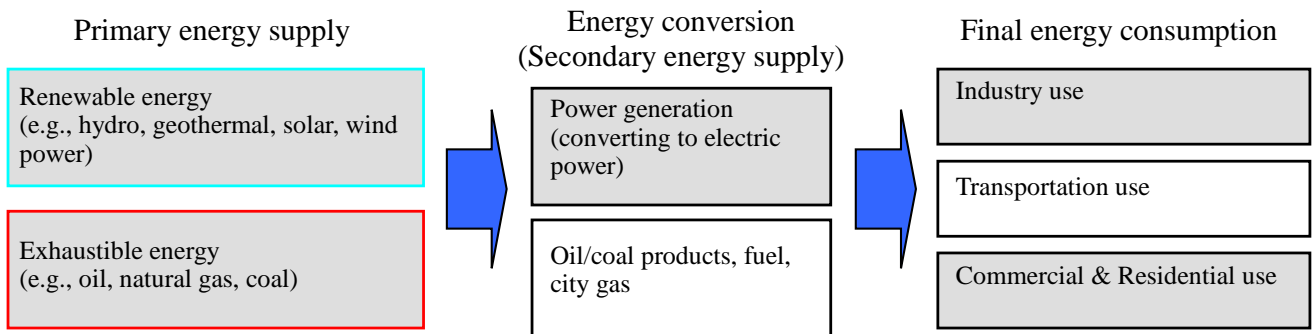 Primary energy supply
Energy conversion
(Secondary energy supply)
Final energy consumption
Renewable energy
(e.g., hydro, geothermal, solar, wind
power)
Exhaustible energy
(e.g., oil, natural gas, coal)
Power generation
(converting to electric
power)
Oil/coal products, fuel,
city gas
Industry use
Transportation use
Commercial & Residential use